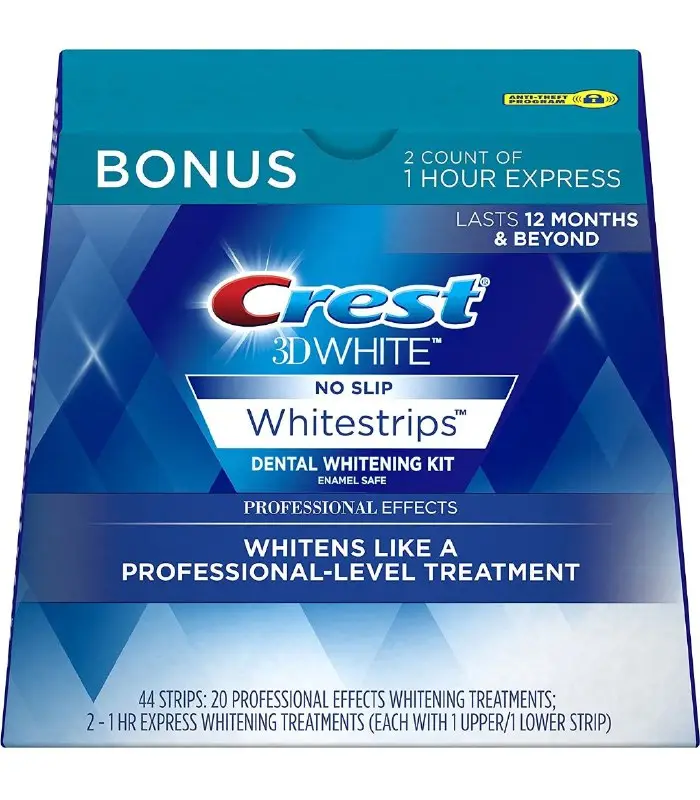 ANTI-THEFT
PROGRAM
BONUS
2 COUNT OF
1 HOUR EXPRESS
LASTS 12 MONTHS
& BEYOND
Crest®
3D WHITE™
NO SLIP
Whitestrips™
DENTAL WHITENING KIT
ENAMEL SAFE
PROFESSIONAL EFFECTS
WHITENS LIKE A
PROFESSIONAL-LEVEL TREATMENT
44 STRIPS: 20 PROFESSIONAL EFFECTS WHITENING TREATMENTS;
2 - 1 HR EXPRESS WHITENING TREATMENTS (EACH WITH 1 UPPER/1 LOWER STRIP)